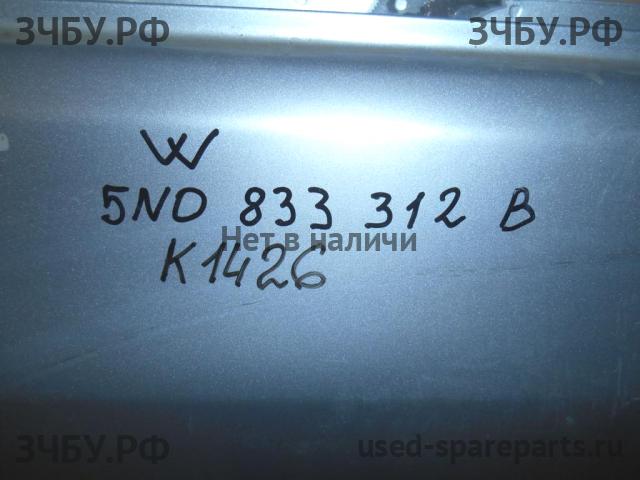 ЗЧБУ.РФ ЗЧБУ.РФ
W
5N0 833 312 B
Нет в наличи
K1426
ЗЧБУ.РФ used-spareparts.ru